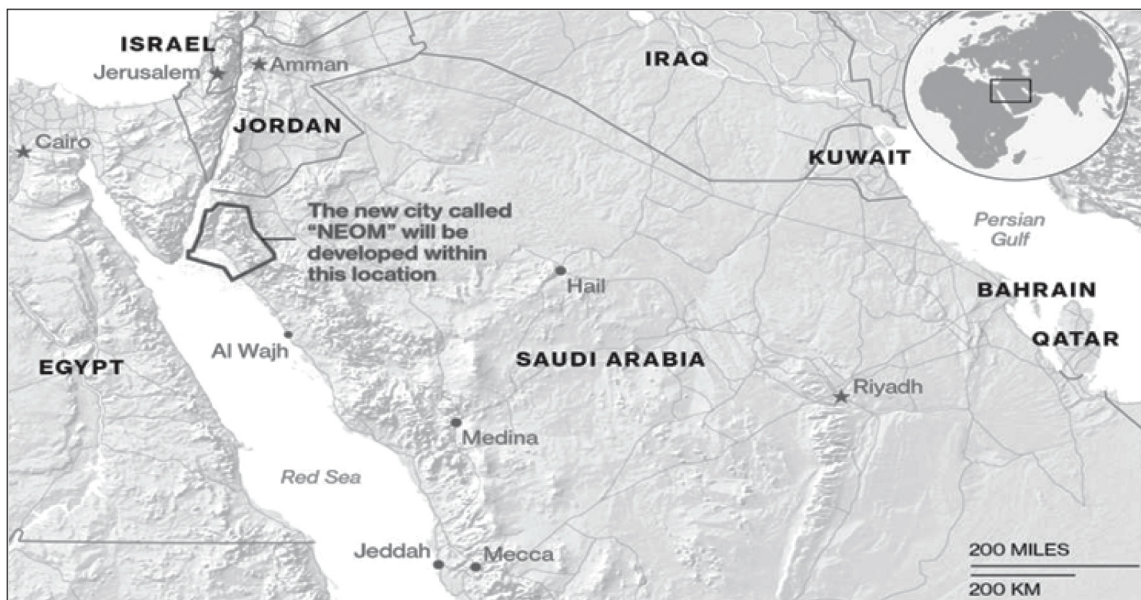 ISRAEL
Jerusalem
Amman
IRAQ
JORDAN
Cairo
KUWAIT
The new city called
"NEOM" will be
developed within
this location
Persian
Gulf
Hail
BAHRAIN
Al Wajh
SAUDI ARABIA
QATAR
EGYPT
Riyadh
Medina
Red Sea
Jeddah
Mecca
200 MILES
200 KM